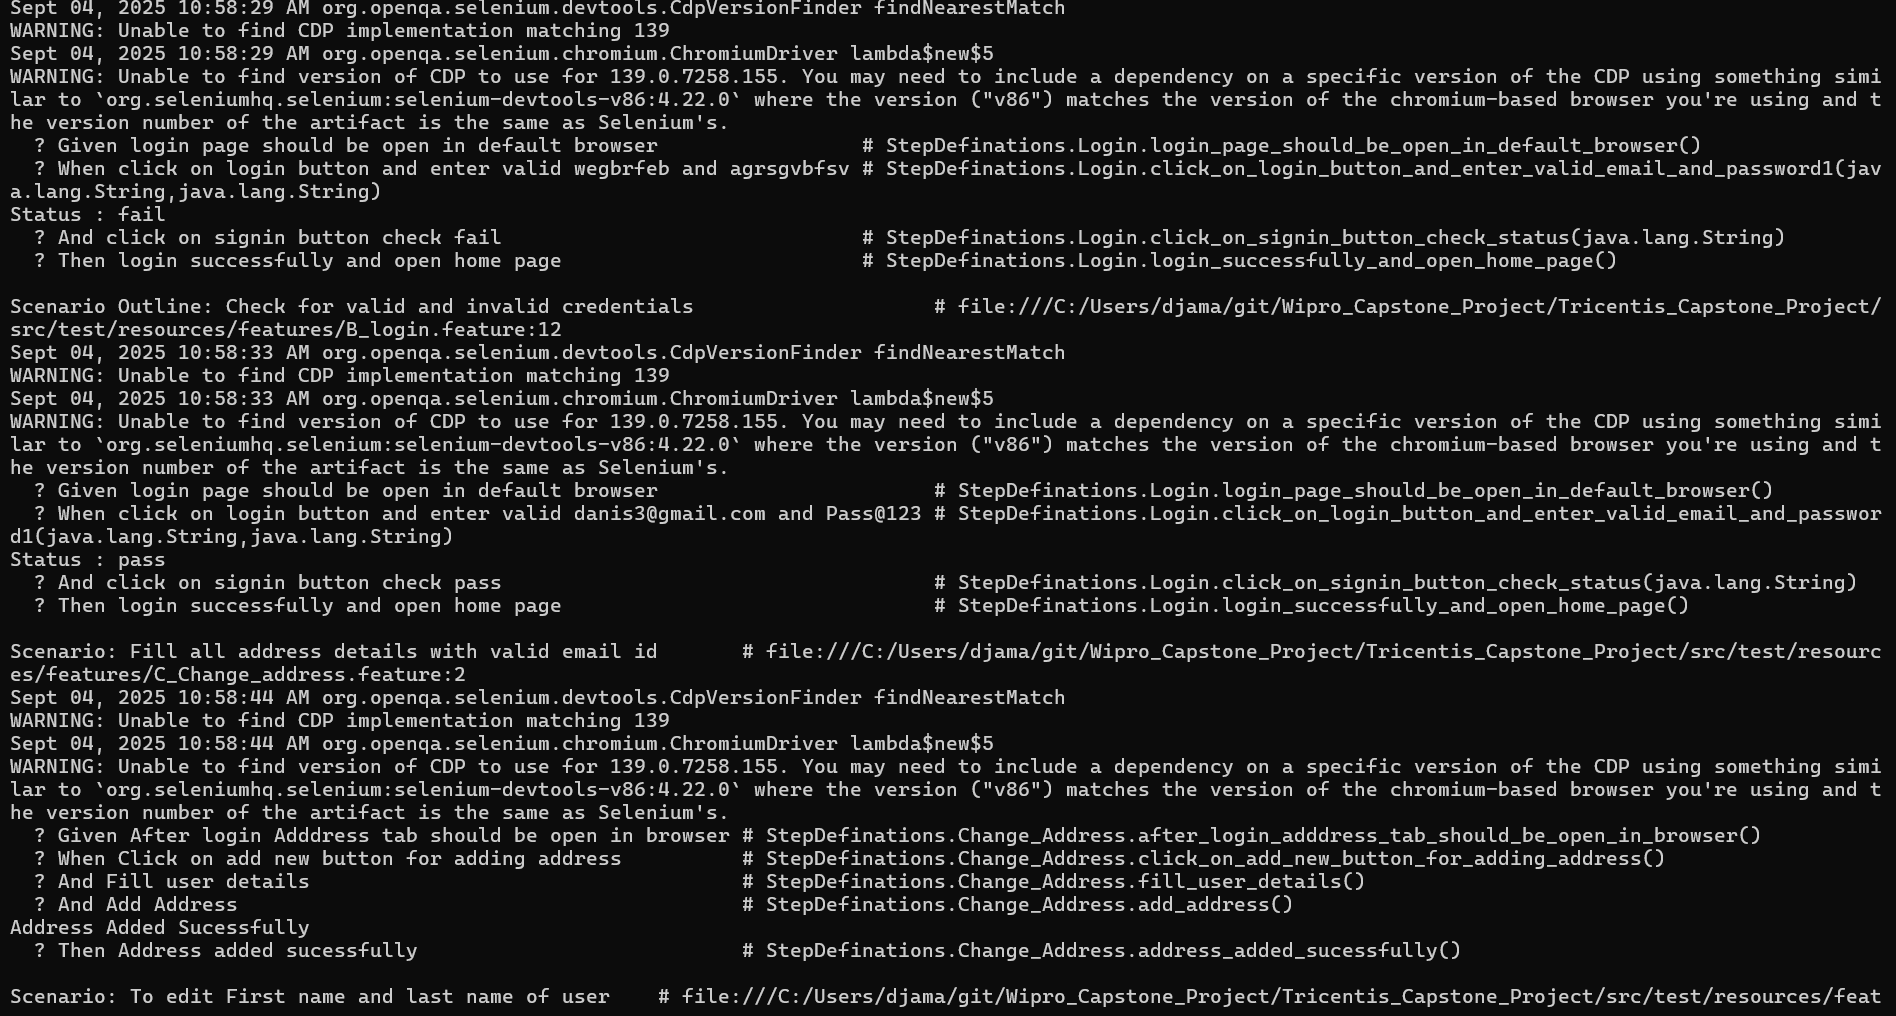 Sept 04, 2025 10:58:29 AM org.openqa.selenium.devtools.CdpVersionFinder findNearestMatch
WARNING: Unable to find CDP implementation matching 139
Sept 04, 2025 10:58:29 AM org.openqa.selenium.chromium.ChromiumDriver lambda$new$5
WARNING: Unable to find version of CDP to use for 139.0.7258.155. You may need to include a dependency on a specific version of the CDP using something simi
lar to `org.seleniumhq.selenium:selenium-devtools-v86:4.22.0` where the version ("v86") matches the version of the chromium-based browser you're using and t
he version number of the artifact is the same as Selenium's.
  ? Given login page should be open in default browser                 # StepDefinations.Login.login_page_should_be_open_in_default_browser()
  ? When click on login button and enter valid wegbrfeb and agrsgvbfsv # StepDefinations.Login.click_on_login_button_and_enter_valid_email_and_password1(jav
a.lang.String,java.lang.String)
Status : fail
  ? And click on signin button check fail                              # StepDefinations.Login.click_on_signin_button_check_status(java.lang.String)
  ? Then login successfully and open home page                         # StepDefinations.Login.login_successfully_and_open_home_page()

Scenario Outline: Check for valid and invalid credentials                    # file:///C:/Users/djama/git/Wipro_Capstone_Project/Tricentis_Capstone_Project/
src/test/resources/features/B_login.feature:12
Sept 04, 2025 10:58:33 AM org.openqa.selenium.devtools.CdpVersionFinder findNearestMatch
WARNING: Unable to find CDP implementation matching 139
Sept 04, 2025 10:58:33 AM org.openqa.selenium.chromium.ChromiumDriver lambda$new$5
WARNING: Unable to find version of CDP to use for 139.0.7258.155. You may need to include a dependency on a specific version of the CDP using something simi
lar to `org.seleniumhq.selenium:selenium-devtools-v86:4.22.0` where the version ("v86") matches the version of the chromium-based browser you're using and t
he version number of the artifact is the same as Selenium's.
  ? Given login page should be open in default browser                       # StepDefinations.Login.login_page_should_be_open_in_default_browser()
  ? When click on login button and enter valid danis3@gmail.com and Pass@123 # StepDefinations.Login.click_on_login_button_and_enter_valid_email_and_passwor
d1(java.lang.String,java.lang.String)
Status : pass
  ? And click on signin button check pass                                    # StepDefinations.Login.click_on_signin_button_check_status(java.lang.String)
  ? Then login successfully and open home page                               # StepDefinations.Login.login_successfully_and_open_home_page()

Scenario: Fill all address details with valid email id       # file:///C:/Users/djama/git/Wipro_Capstone_Project/Tricentis_Capstone_Project/src/test/resourc
es/features/C_Change_address.feature:2
Sept 04, 2025 10:58:44 AM org.openqa.selenium.devtools.CdpVersionFinder findNearestMatch
WARNING: Unable to find CDP implementation matching 139
Sept 04, 2025 10:58:44 AM org.openqa.selenium.chromium.ChromiumDriver lambda$new$5
WARNING: Unable to find version of CDP to use for 139.0.7258.155. You may need to include a dependency on a specific version of the CDP using something simi
lar to `org.seleniumhq.selenium:selenium-devtools-v86:4.22.0` where the version ("v86") matches the version of the chromium-based browser you're using and t
he version number of the artifact is the same as Selenium's.
  ? Given After login Adddress tab should be open in browser # StepDefinations.Change_Address.after_login_adddress_tab_should_be_open_in_browser()
  ? When Click on add new button for adding address          # StepDefinations.Change_Address.click_on_add_new_button_for_adding_address()
  ? And Fill user details                                    # StepDefinations.Change_Address.fill_user_details()
  ? And Add Address                                          # StepDefinations.Change_Address.add_address()
Address Added Sucessfully
  ? Then Address added sucessfully                           # StepDefinations.Change_Address.address_added_sucessfully()

Scenario: To edit First name and last name of user    # file:///C:/Users/djama/git/Wipro_Capstone_Project/Tricentis_Capstone_Project/src/test/resources/feat